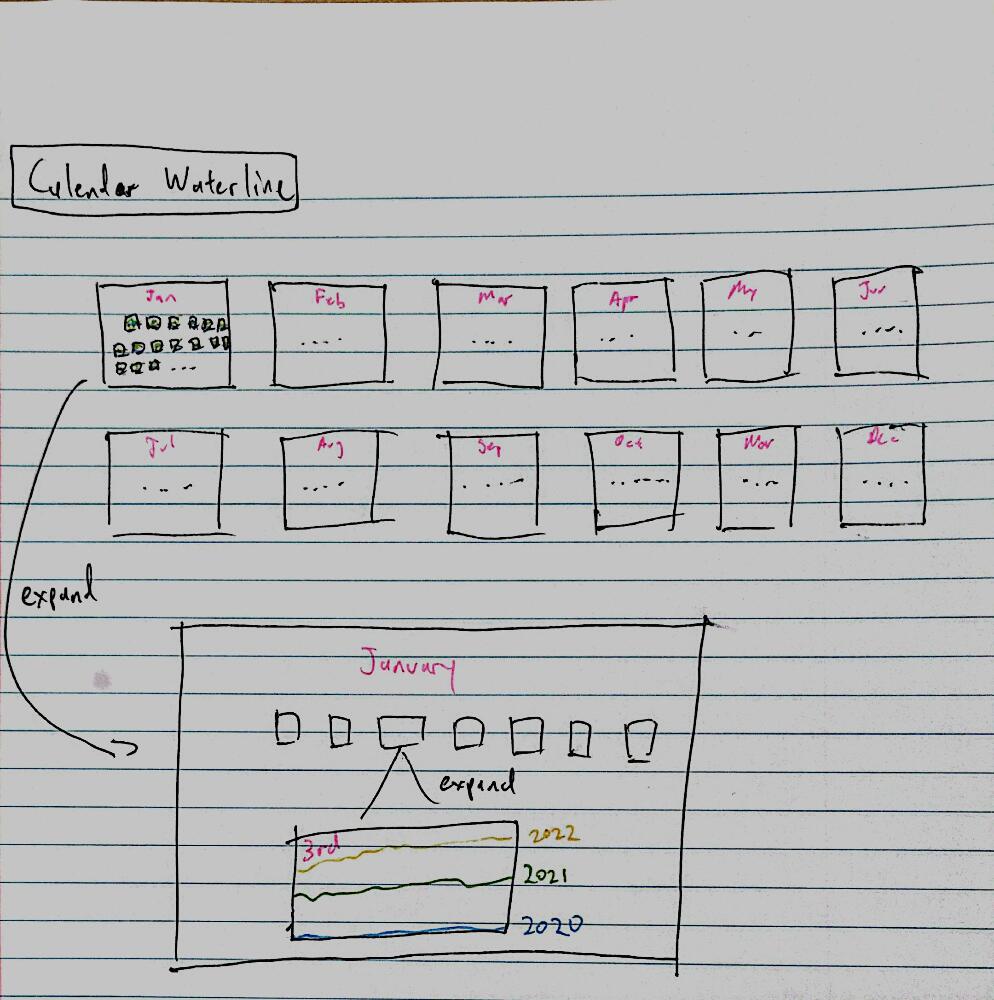 Calendar Waterline
Jan Feb Mar Apr May Jun
Jul Aug Sep Oct Nov Dec
expand
January
expand
3rd 2022
2021
2020